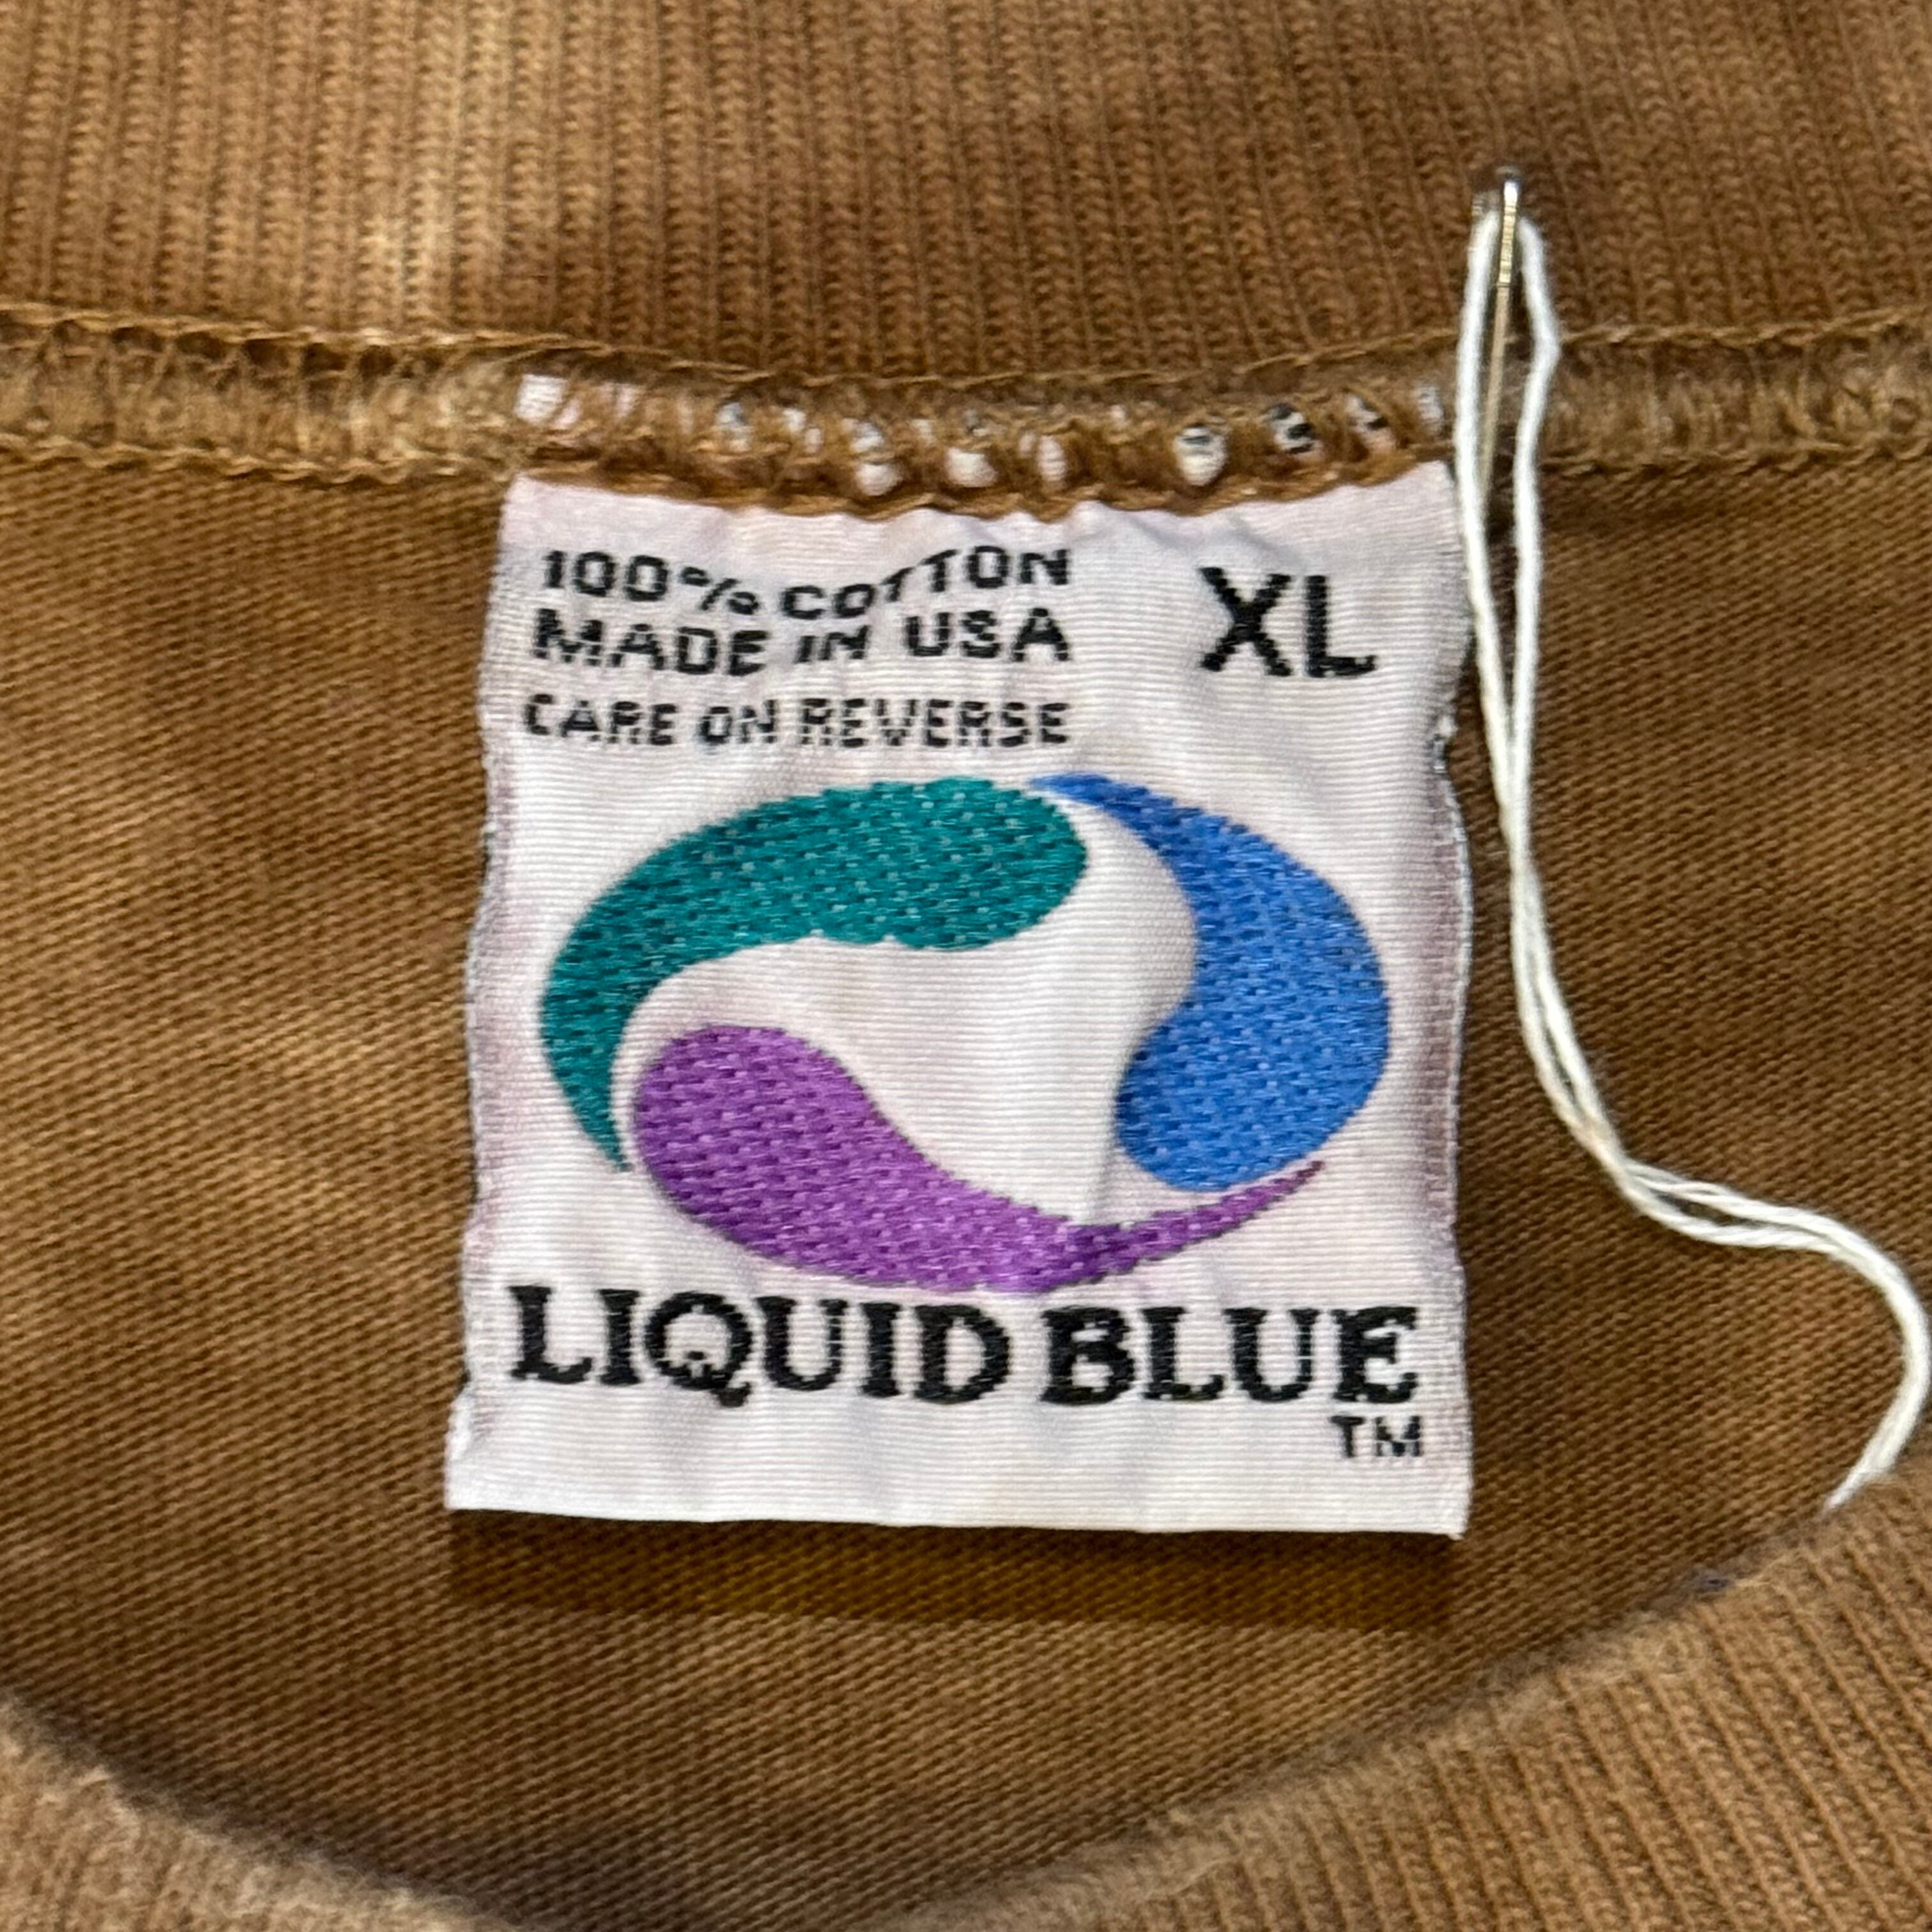 100% COTTON
MADE IN USA
XL
CARE ON REVERSE
LIQUID BLUE
TM